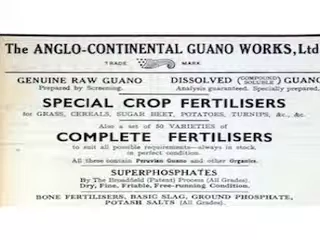 The ANGLO-CONTINENTAL GUANO WORKS, Ltd
TRADE MARK
GENUINE RAW GUANO DISSOLVED (COMPOUND SOLUBLE) GUANO
Prepared by Screening. Analysis guaranteed. Specially prepared.
SPECIAL CROP FERTILISERS
for GRASS, CEREALS, SUGAR BEET, POTATOES, TURNIPS, &c., &c.
Also a set of 50 VARIETIES of
COMPLETE FERTILISERS
to suit all possible requirements—always in stock,
in perfect condition.
All these contain Peruvian Guano and other Organics.
SUPERPHOSPHATES
By The Broadfield (Patent) Process (All Grades).
Dry, Fine, Friable, Free-running Condition.
BONE FERTILISERS, BASIC SLAG, GROUND PHOSPHATE,
POTASH SALTS (All Grades).